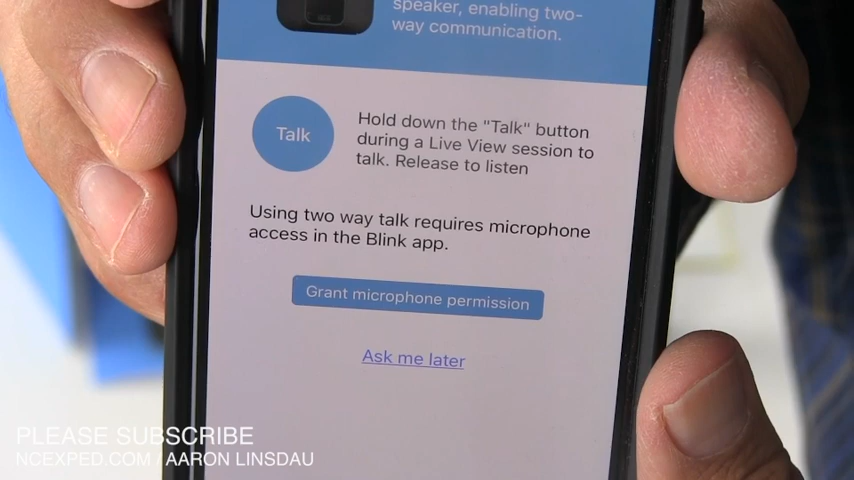 speaker, enabling two-
way communication.
Talk
Hold down the "Talk" button
during a Live View session to
talk. Release to listen
Using two way talk requires microphone
access in the Blink app.
Grant microphone permission
Ask me later
PLEASE SUBSCRIBE
NCEXPED.COM / AARON LINSDAU